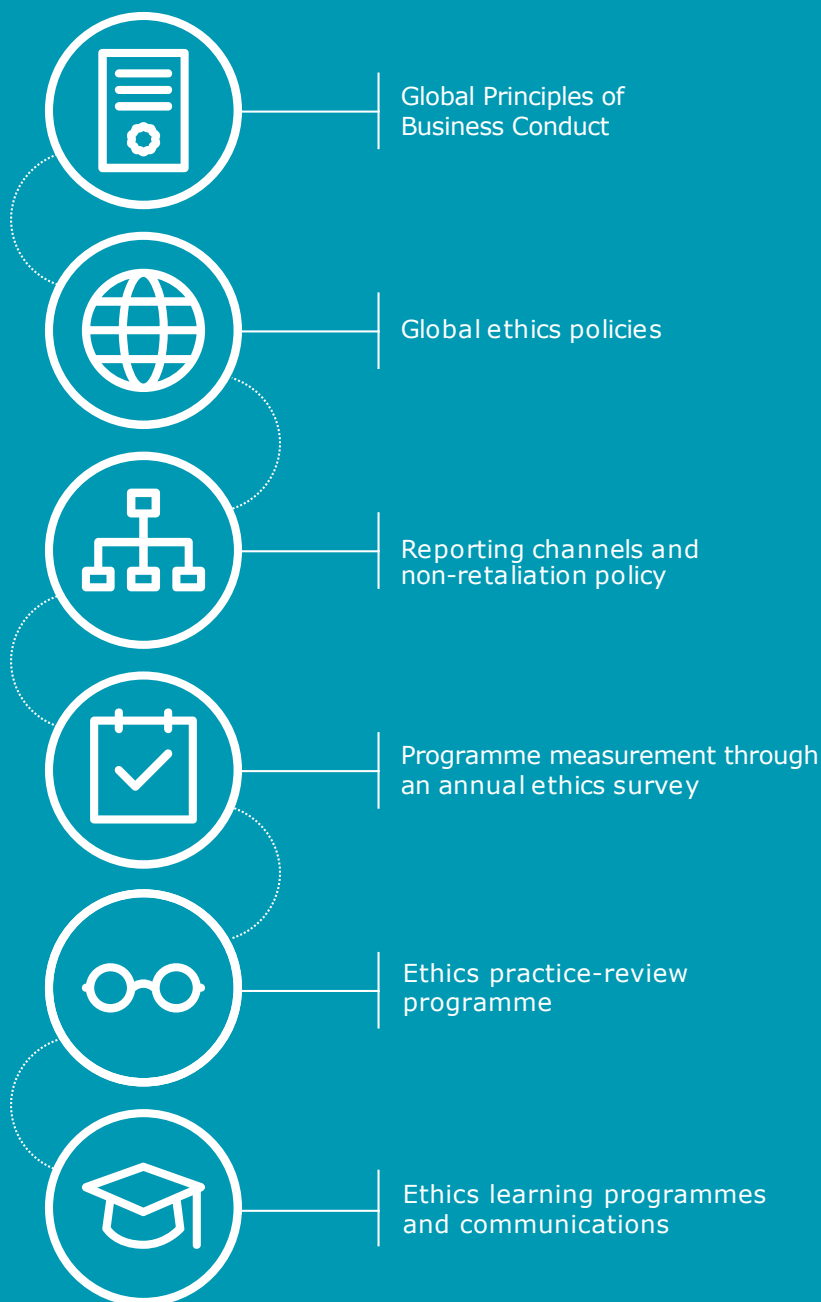 Global Principles of
Business Conduct
Global ethics policies
Reporting channels and
non-retaliation policy
Programme measurement through
an annual ethics survey
Ethics practice-review
programme
Ethics learning programmes
and communications